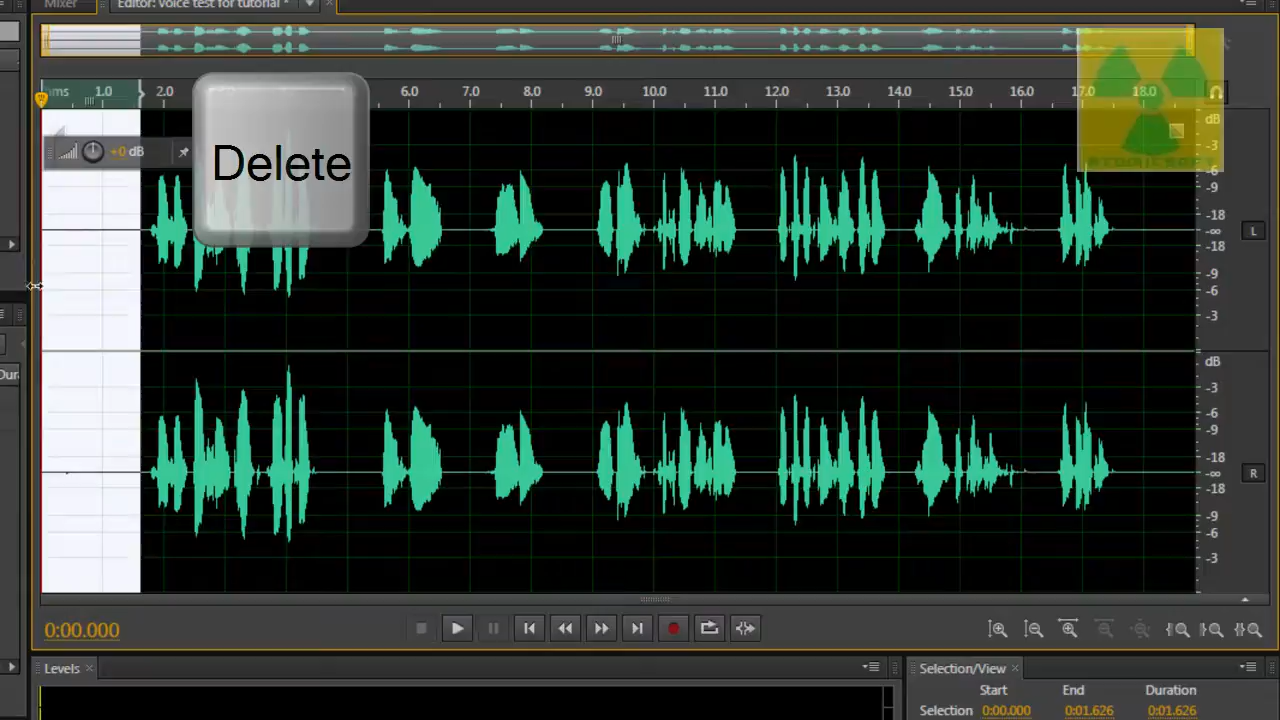 Mixer
Editor: Voice test for tutorial *
hms 1.0 2.0 6.0 7.0 8.0 9.0 10.0 11.0 12.0 13.0 14.0 15.0 16.0 17.0 18.0
dB
+0 dB
Delete
-3
-6
-9
-18
-∞
L
-18
-9
-6
-3
dB
-3
-6
-9
-18
-∞
R
-18
-9
-6
-3
0:00.000
Levels
Selection/View
Start End Duration
Selection 0:00.000 0:01.626 0:01.626